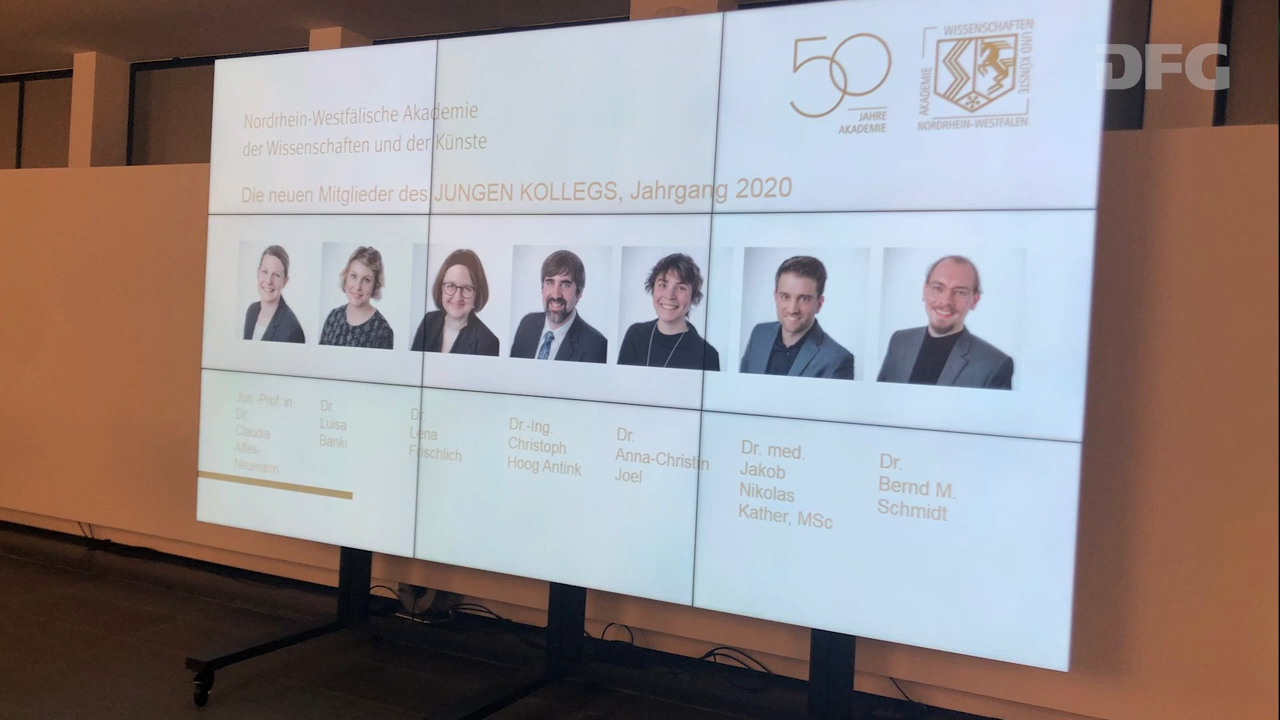 DFG
Nordrhein-Westfälische Akademie
der Wissenschaften und der Künste
50
JAHRE
AKADEMIE
WISSENSCHAFTEN
UND KÜNSTE
AKADEMIE
NORDRHEIN-WESTFALEN
Die neuen Mitglieder des JUNGEN KOLLEGS, Jahrgang 2020
Jun.-Prof.'in
Dr.
Claudia
Alfes-
Neumann
Dr.
Luisa
Banki
Dr.
Lena
Frischlich
Dr.-Ing.
Christoph
Hoog Antink
Dr.
Anna-Christin
Joel
Dr. med.
Jakob
Nikolas
Kather, MSc
Dr.
Bernd M.
Schmidt